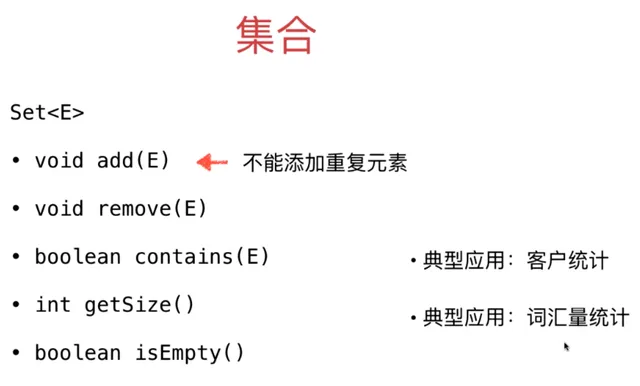 集合
Set<E>
• void add(E)
不能添加重复元素
• void remove(E)
• boolean contains(E)
• 典型应用：客户统计
• int getSize()
• 典型应用：词汇量统计
• boolean isEmpty()